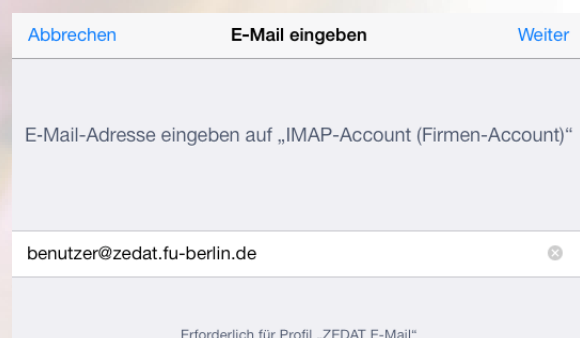 Abbrechen E-Mail eingeben Weiter
E-Mail-Adresse eingeben auf „IMAP-Account (Firmen-Account)“
benutzer@zedat.fu-berlin.de
Erforderlich für Profil „ZEDAT E-Mail“